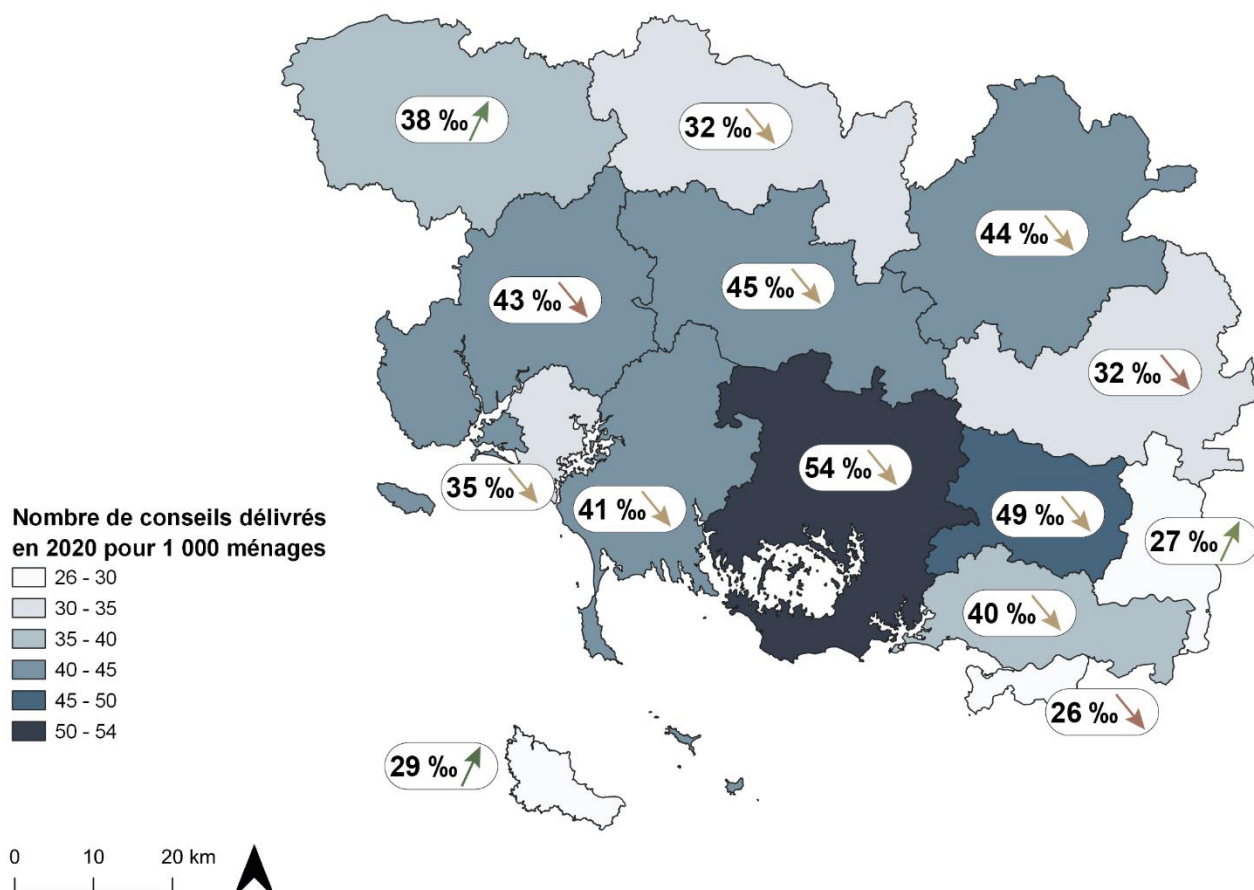 38 ‰
32 ‰
44 ‰
45 ‰
43 ‰
32 ‰
54 ‰
35 ‰
41 ‰
49 ‰
27 ‰
40 ‰
26 ‰
29 ‰
Nombre de conseils délivrés
en 2020 pour 1 000 ménages
26 - 30
30 - 35
35 - 40
40 - 45
45 - 50
50 - 54
0 10 20 km